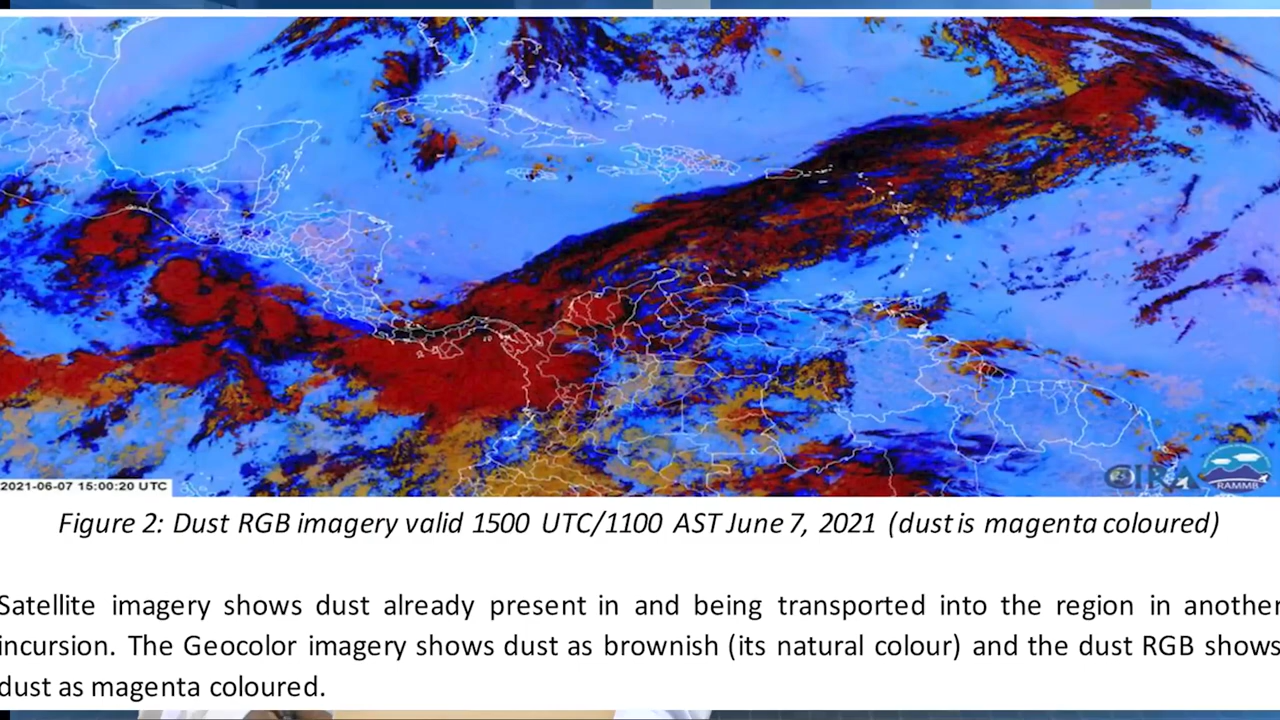 2021-06-07 15:00:20 UTC
CIRA
RAMMB
Figure 2: Dust RGB imagery valid 1500 UTC/1100 AST June 7, 2021 (dust is magenta coloured)
Satellite imagery shows dust already present in and being transported into the region in another
incursion. The Geocolor imagery shows dust as brownish (its natural colour) and the dust RGB shows
dust as magenta coloured.